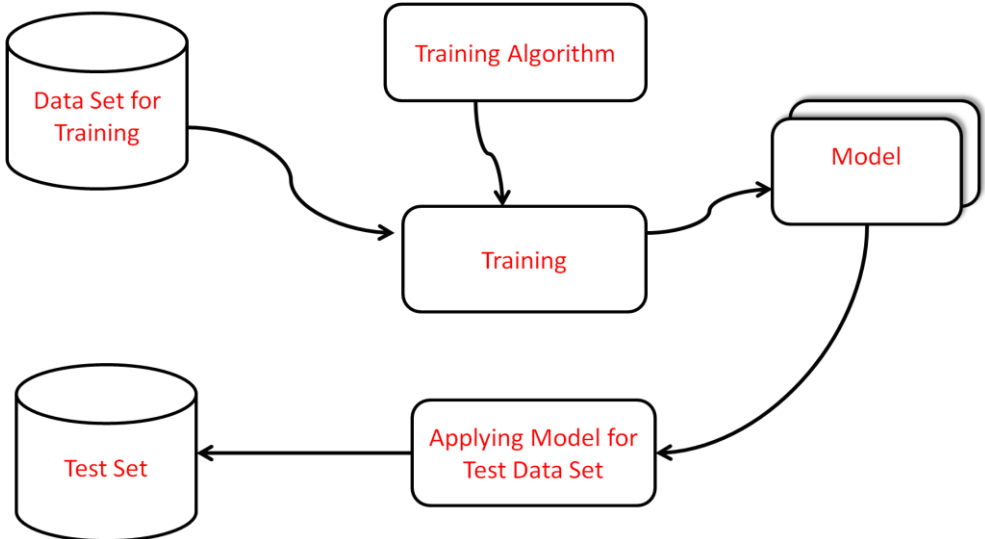 Data Set for
Training
Training Algorithm
Model
Training
Applying Model for
Test Data Set
Test Set